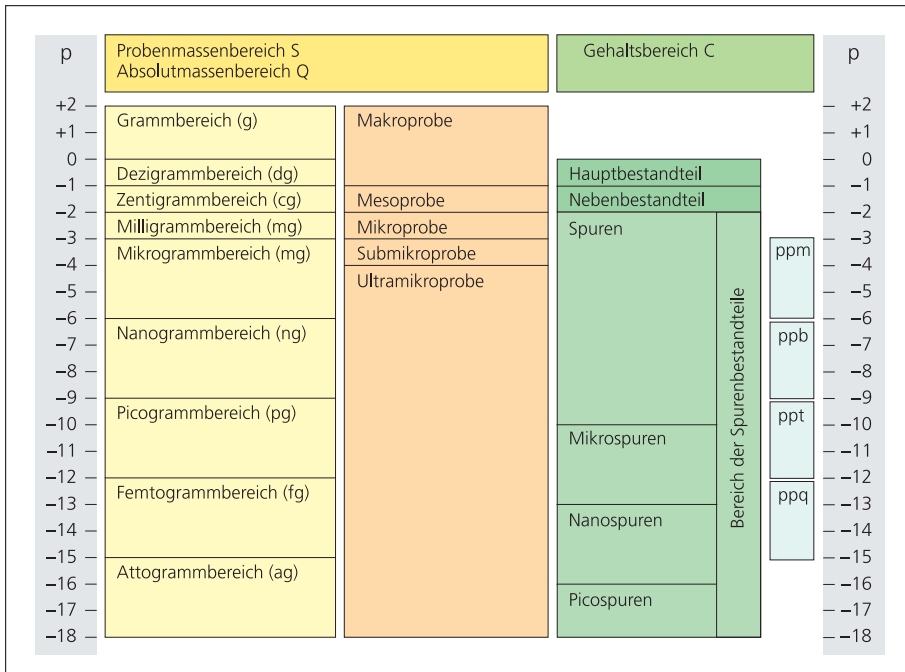 p
Probenmassenbereich S
Absolutmassenbereich Q
Gehaltsbereich C
p
+2
+1
0
−1
−2
−3
−4
−5
−6
−7
−8
−9
−10
−11
−12
−13
−14
−15
−16
−17
−18
Grammbereich (g)
Dezigrammbereich (dg)
Zentigrammbereich (cg)
Milligrammbereich (mg)
Mikrogrammbereich (mg)
Nanogrammbereich (ng)
Picogrammbereich (pg)
Femtogrammbereich (fg)
Attogrammbereich (ag)
Makroprobe
Mesoprobe
Mikroprobe
Submikroprobe
Ultramikroprobe
Hauptbestandteil
Nebenbestandteil
Spuren
Mikrospuren
Nanospuren
Picospuren
Bereich der Spurenbestandteile
ppm
ppb
ppt
ppq
+2
+1
0
−1
−2
−3
−4
−5
−6
−7
−8
−9
−10
−11
−12
−13
−14
−15
−16
−17
−18